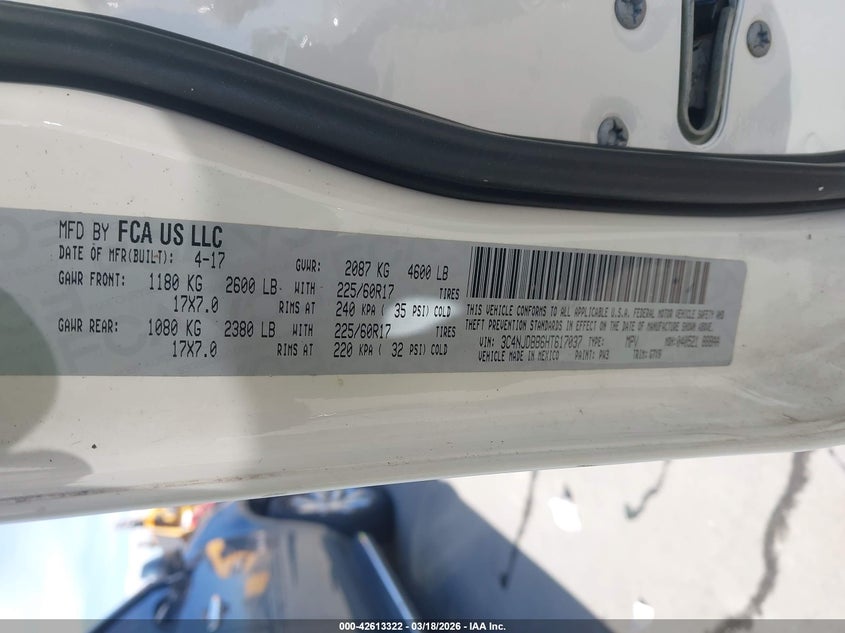 MFD BY FCA US LLC
DATE OF MFR(BUILT): 4-17 GVWR: 2087 KG 4600 LB
GAWR FRONT: 1180 KG 2600 LB WITH 225/60R17 TIRES
17X7.0 RIMS AT 240 KPA ( 35 PSI) COLD
GAWR REAR: 1080 KG 2380 LB WITH 225/60R17 TIRES
17X7.0 RIMS AT 220 KPA ( 32 PSI) COLD
THIS VEHICLE CONFORMS TO ALL APPLICABLE U.S.A. FEDERAL MOTOR VEHICLE SAFETY AND
THEFT PREVENTION STANDARDS IN EFFECT ON THE DATE OF MANUFACTURE SHOWN ABOVE.
VIN: 3C4NJDBB6HT617037 TYPE: MPV MDH: 040521
VEHICLE MADE IN MEXICO PAINT: PW3 TRIM:
000-42613322 — 03/18/2026 — IAA Inc.